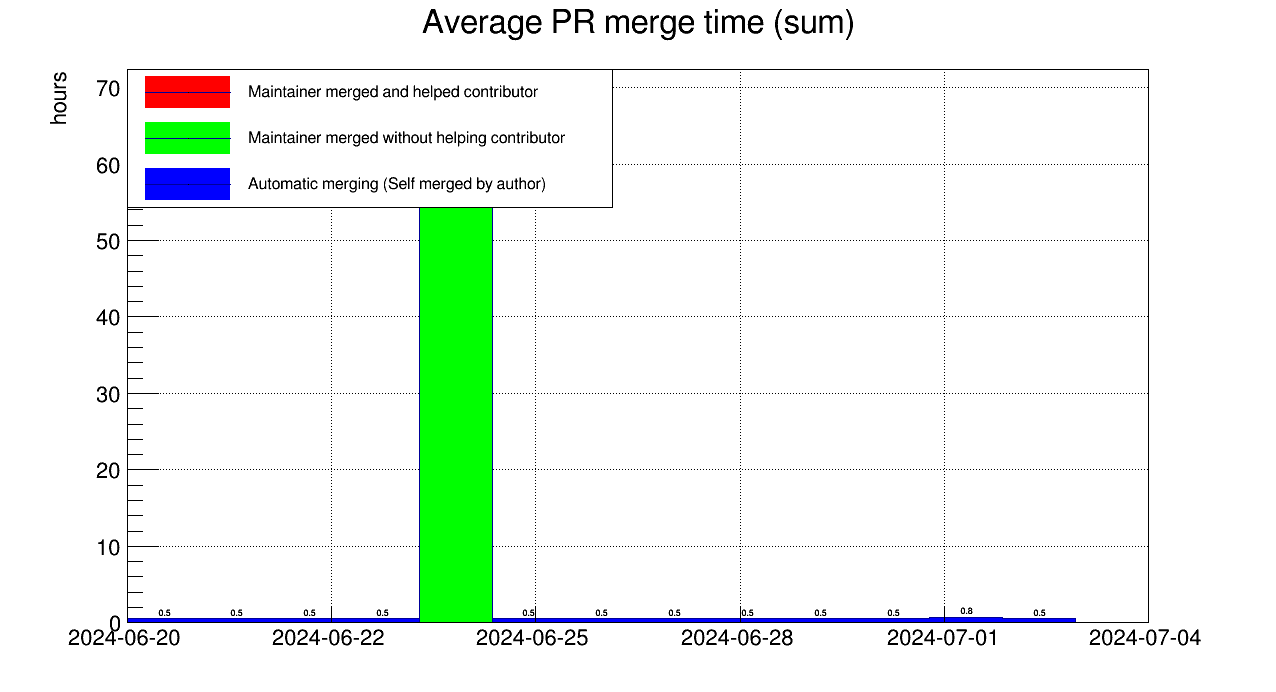 Average PR merge time (sum)
hours
70
60
50
40
30
20
10
0
Maintainer merged and helped contributor
Maintainer merged without helping contributor
Automatic merging (Self merged by author)
0.5 0.5 0.5 0.5 0.5 0.5 0.5 0.5 0.5 0.5 0.8 0.5
2024-06-20 2024-06-22 2024-06-25 2024-06-28 2024-07-01 2024-07-04